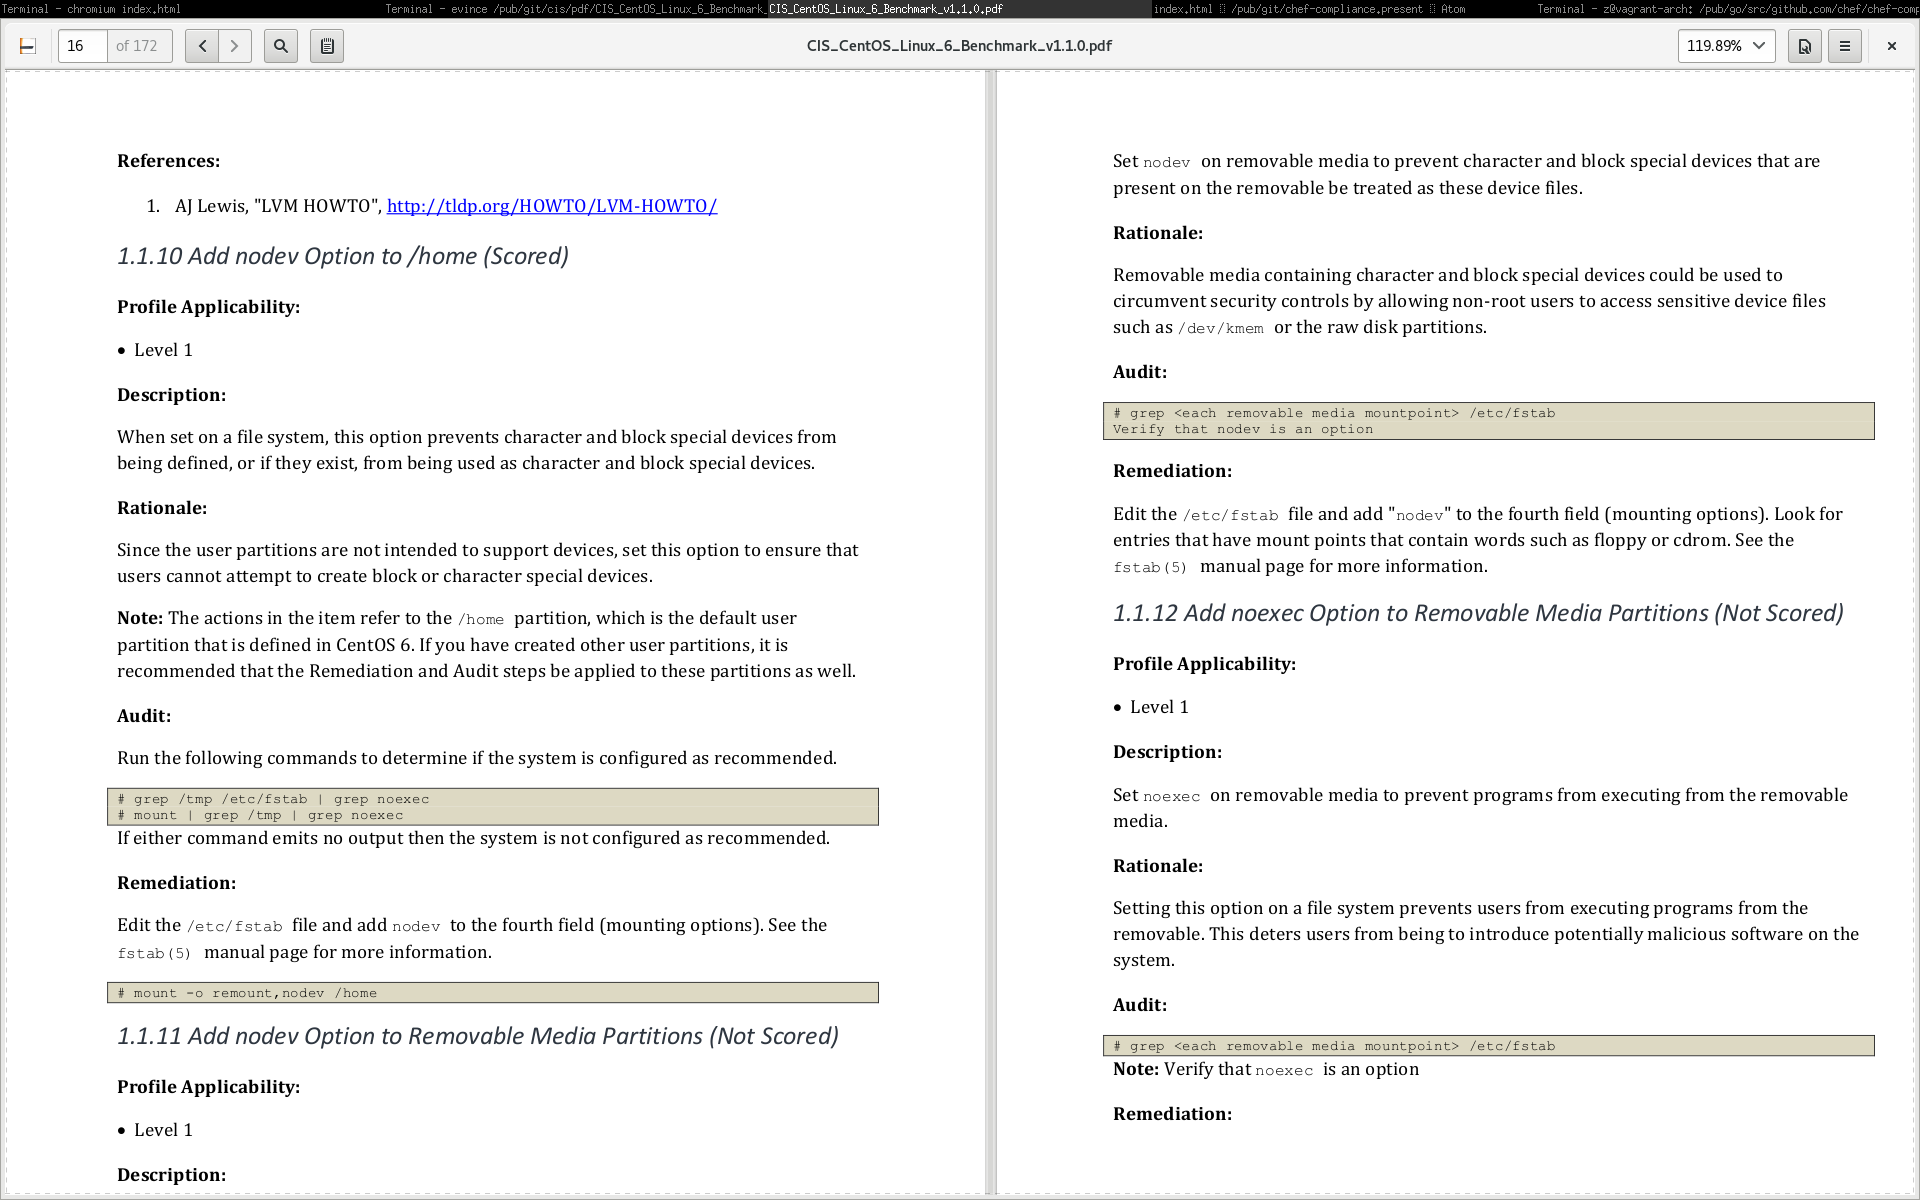 Terminal - chromium index.html
Terminal - evince /pub/git/cis/pdf/CIS_CentOS_Linux_6_Benchmark_
CIS_CentOS_Linux_6_Benchmark_v1.1.0.pdf
index.html ▯ /pub/git/chef-compliance.present ▯ Atom
Terminal - z@vagrant-arch: /pub/go/src/github.com/chef/chef-comp
16 of 172
CIS_CentOS_Linux_6_Benchmark_v1.1.0.pdf
119.89%
References:
1. AJ Lewis, "LVM HOWTO", http://tldp.org/HOWTO/LVM-HOWTO/
1.1.10 Add nodev Option to /home (Scored)
Profile Applicability:
• Level 1
Description:
When set on a file system, this option prevents character and block special devices from
being defined, or if they exist, from being used as character and block special devices.
Rationale:
Since the user partitions are not intended to support devices, set this option to ensure that
users cannot attempt to create block or character special devices.
Note: The actions in the item refer to the /home partition, which is the default user
partition that is defined in CentOS 6. If you have created other user partitions, it is
recommended that the Remediation and Audit steps be applied to these partitions as well.
Audit:
Run the following commands to determine if the system is configured as recommended.
# grep /tmp /etc/fstab | grep noexec
# mount | grep /tmp | grep noexec
If either command emits no output then the system is not configured as recommended.
Remediation:
Edit the /etc/fstab file and add nodev to the fourth field (mounting options). See the
fstab(5) manual page for more information.
# mount -o remount,nodev /home
1.1.11 Add nodev Option to Removable Media Partitions (Not Scored)
Profile Applicability:
• Level 1
Description:
Set nodev on removable media to prevent character and block special devices that are
present on the removable be treated as these device files.
Rationale:
Removable media containing character and block special devices could be used to
circumvent security controls by allowing non-root users to access sensitive device files
such as /dev/kmem or the raw disk partitions.
Audit:
# grep <each removable media mountpoint> /etc/fstab
Verify that nodev is an option
Remediation:
Edit the /etc/fstab file and add "nodev" to the fourth field (mounting options). Look for
entries that have mount points that contain words such as floppy or cdrom. See the
fstab(5) manual page for more information.
1.1.12 Add noexec Option to Removable Media Partitions (Not Scored)
Profile Applicability:
• Level 1
Description:
Set noexec on removable media to prevent programs from executing from the removable
media.
Rationale:
Setting this option on a file system prevents users from executing programs from the
removable. This deters users from being to introduce potentially malicious software on the
system.
Audit:
# grep <each removable media mountpoint> /etc/fstab
Note: Verify that noexec is an option
Remediation: